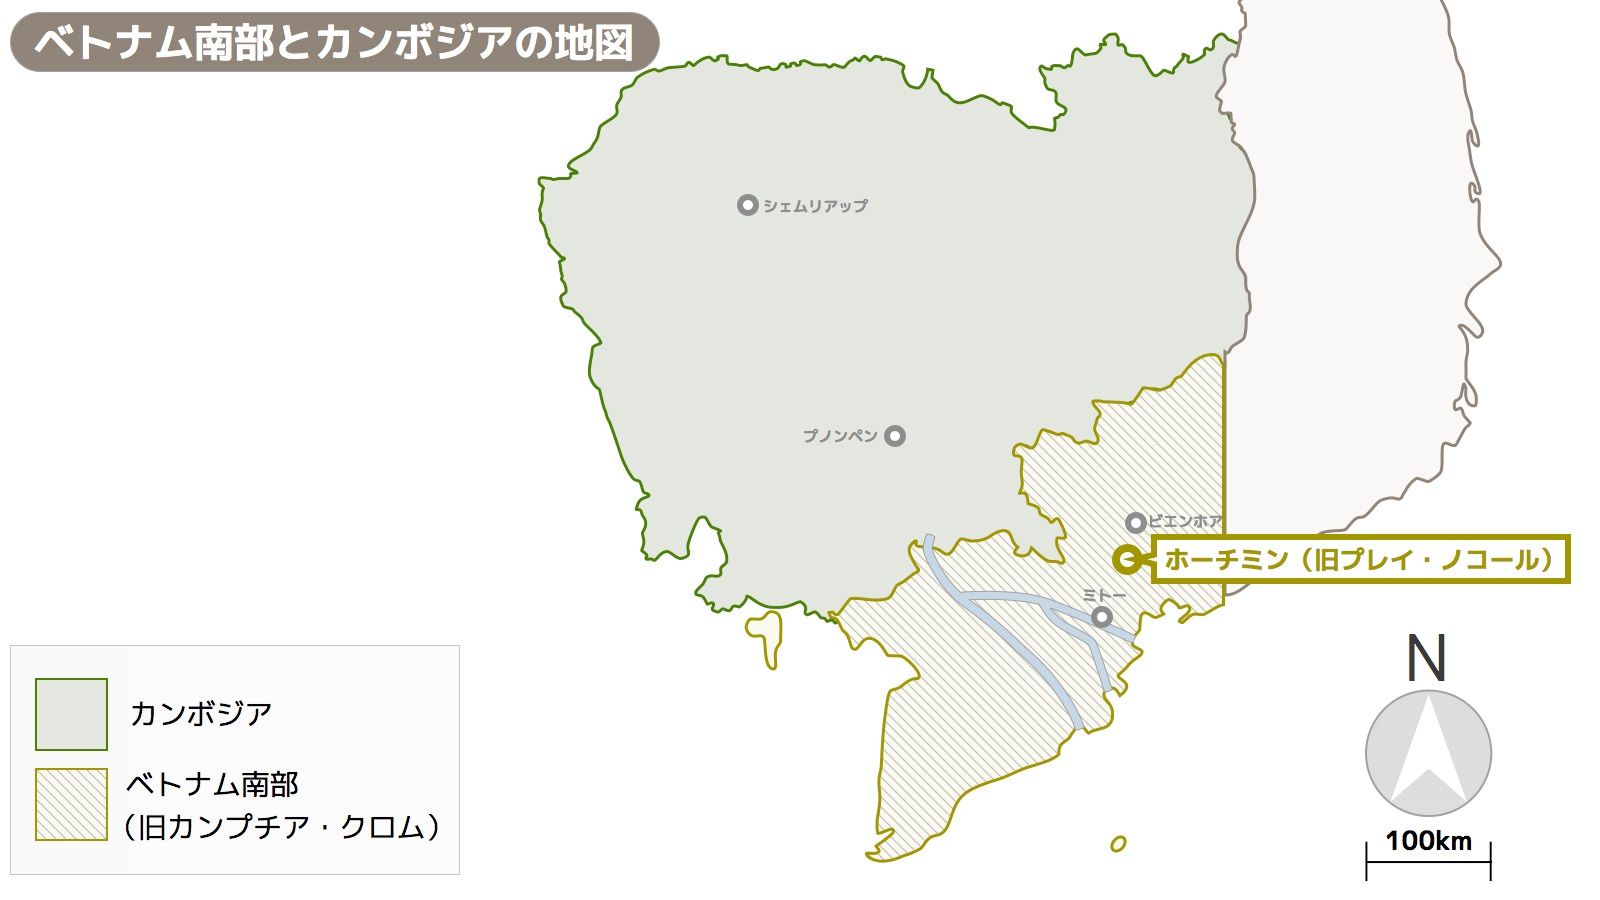 ベトナム南部とカンボジアの地図
シェムリアップ
プノンペン
ビエンホア
ホーチミン（旧プレイ・ノコール）
ミトー
カンボジア
ベトナム南部
（旧カンプチア・クロム）
N
100km